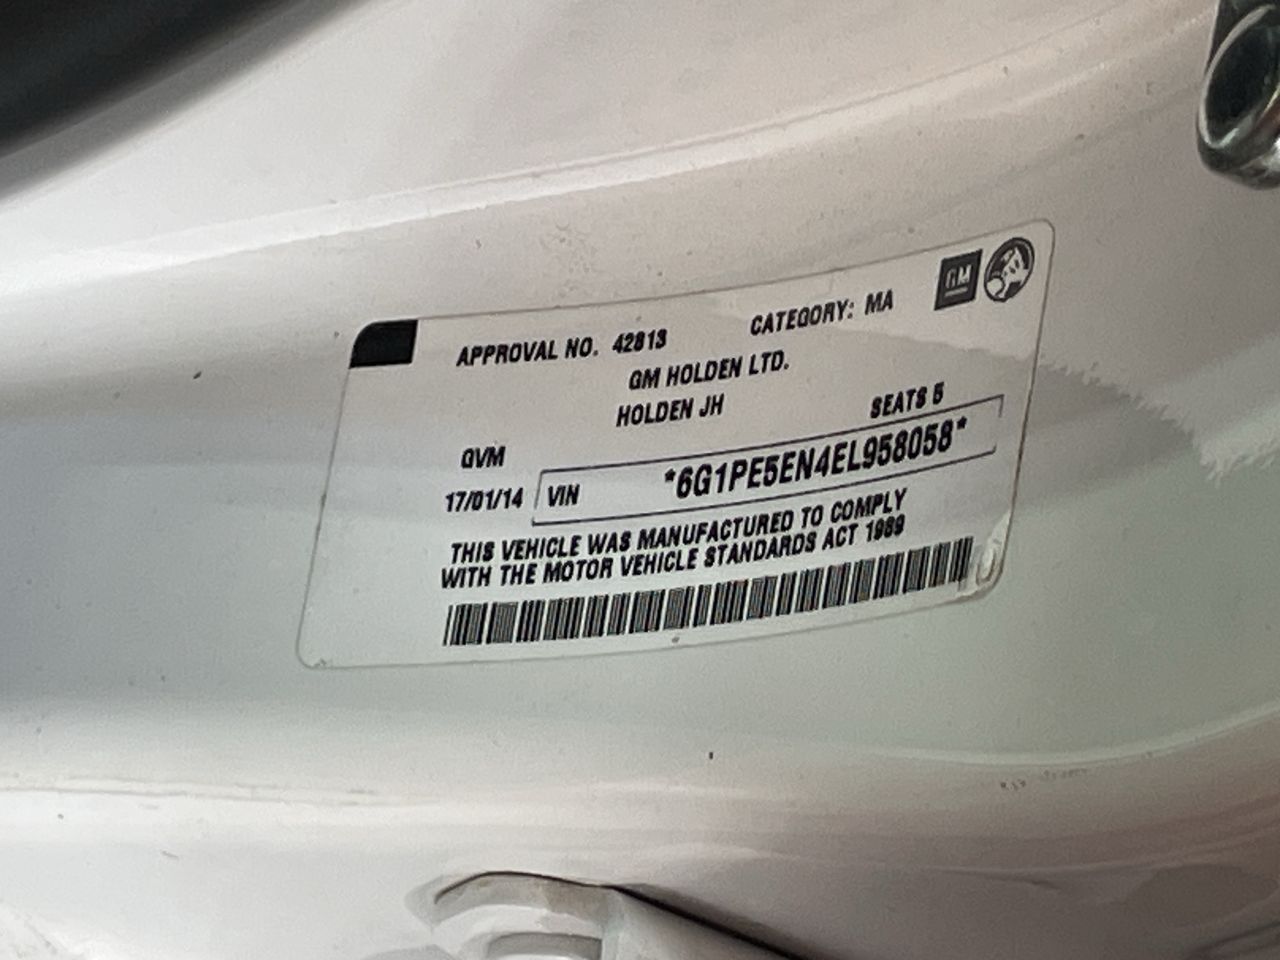 GM
APPROVAL NO. 42813 CATEGORY: MA
GM HOLDEN LTD.
HOLDEN JH SEATS 5
GVM
17/01/14 VIN *6G1PE5EN4EL958058*
THIS VEHICLE WAS MANUFACTURED TO COMPLY
WITH THE MOTOR VEHICLE STANDARDS ACT 1989